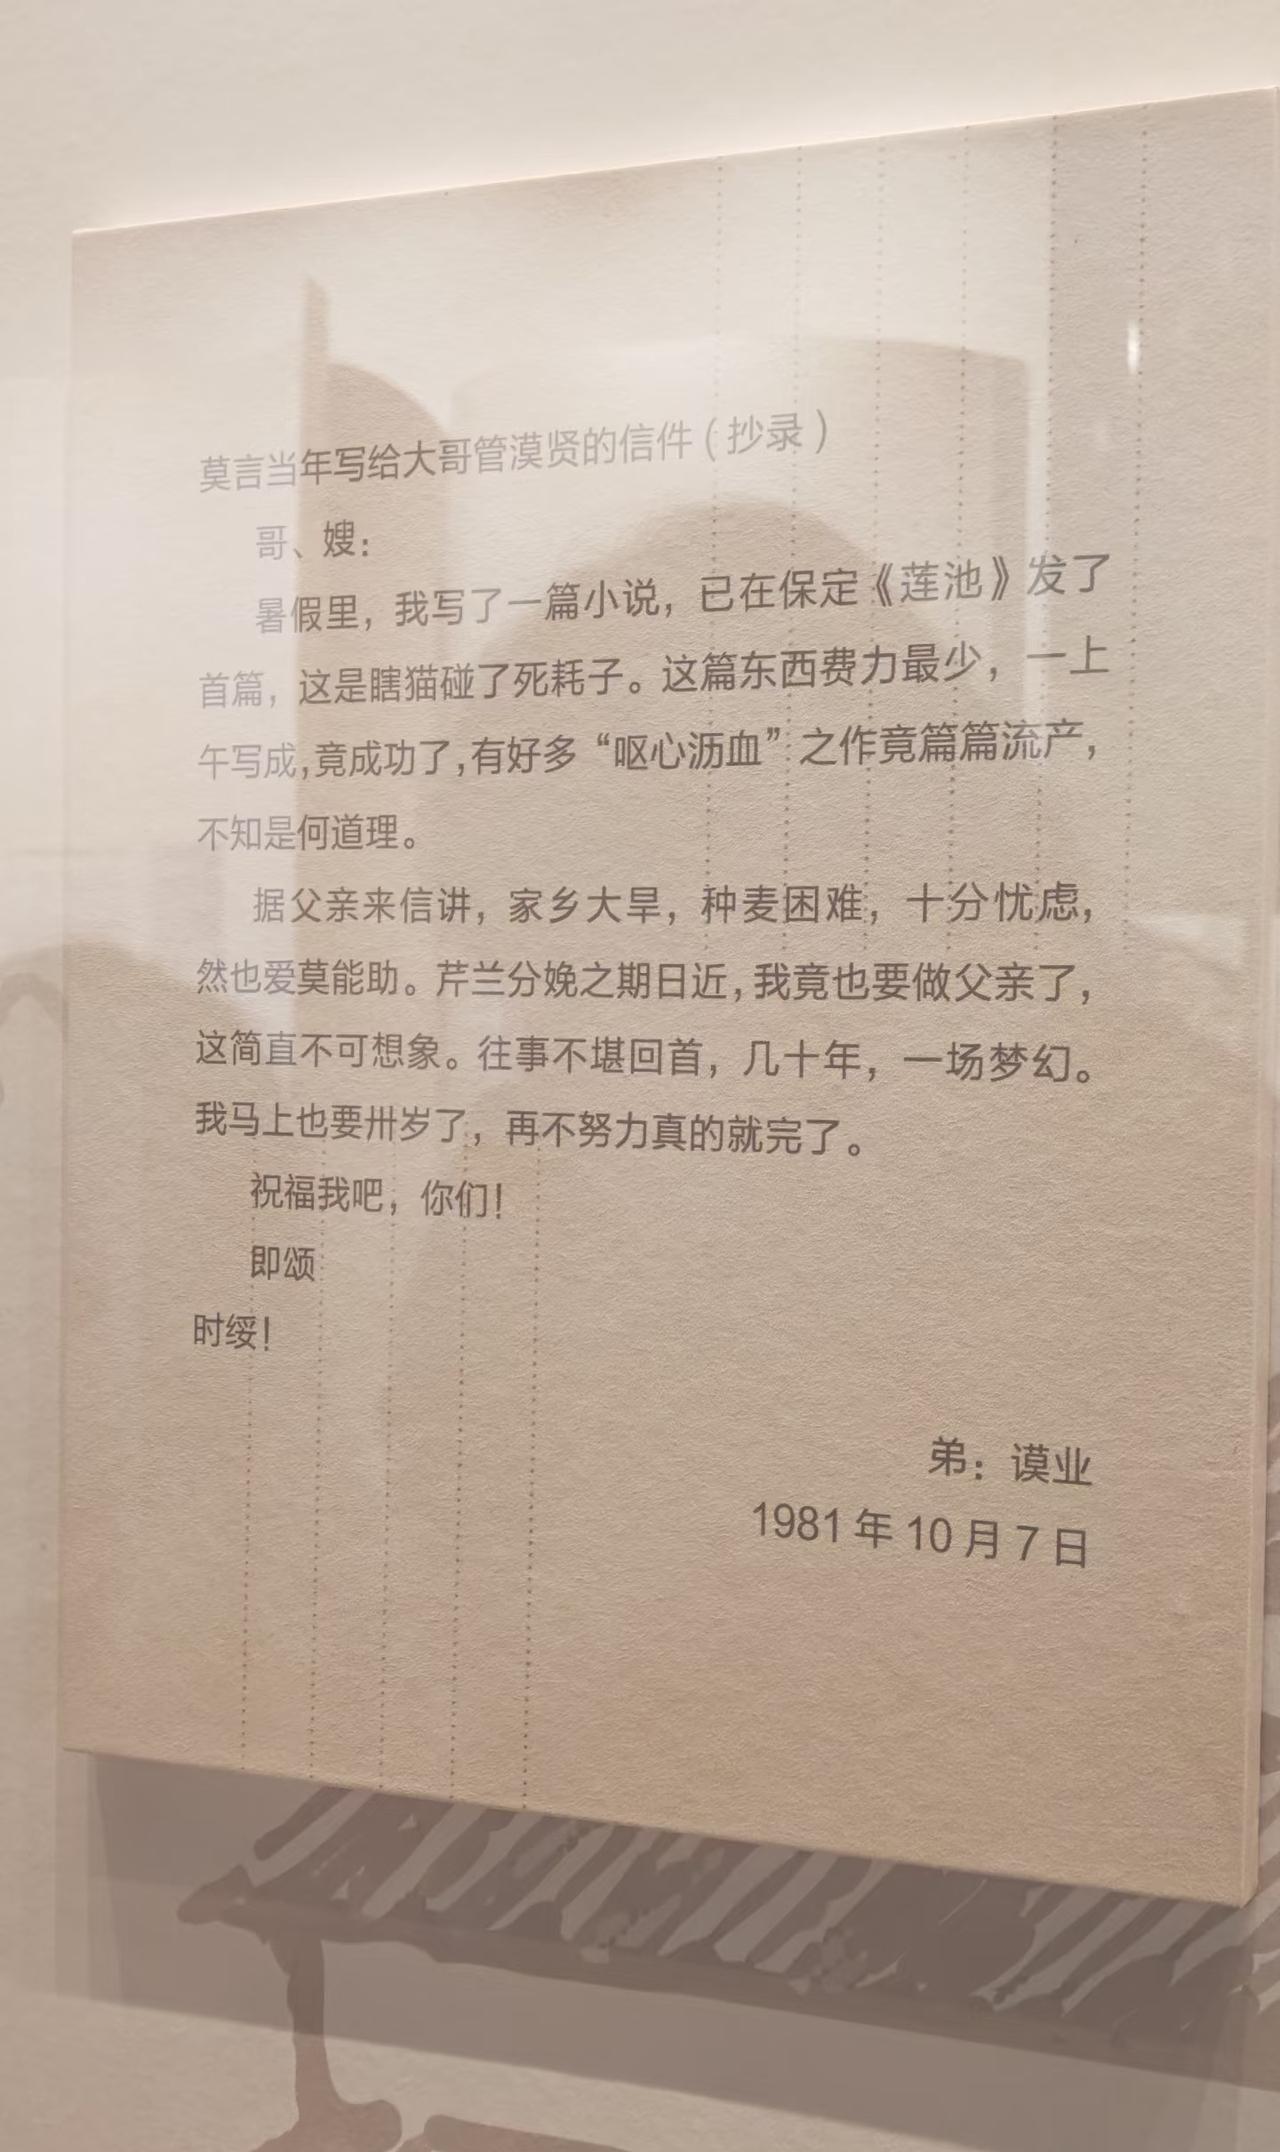 莫言当年写给大哥管漠贤的信件(抄录)
哥、嫂:
暑假里,我写了一篇小说,已在保定《莲池》发了
首篇,这是瞎猫碰了死耗子。这篇东西费力最少,一上
午写成,竟成功了,有好多“呕心沥血”之作竟篇篇流产,
不知是何道理。
据父亲来信讲,家乡大旱,种麦困难,十分忧虑,
然也爱莫能助。芹兰分娩之期日近,我竟也要做父亲了,
这简直不可想象。往事不堪回首,几十年,一场梦幻。
我马上也要卅岁了,再不努力真的就完了。
祝福我吧,你们!
即颂
时绥!
弟:谟业
1981年10月7日